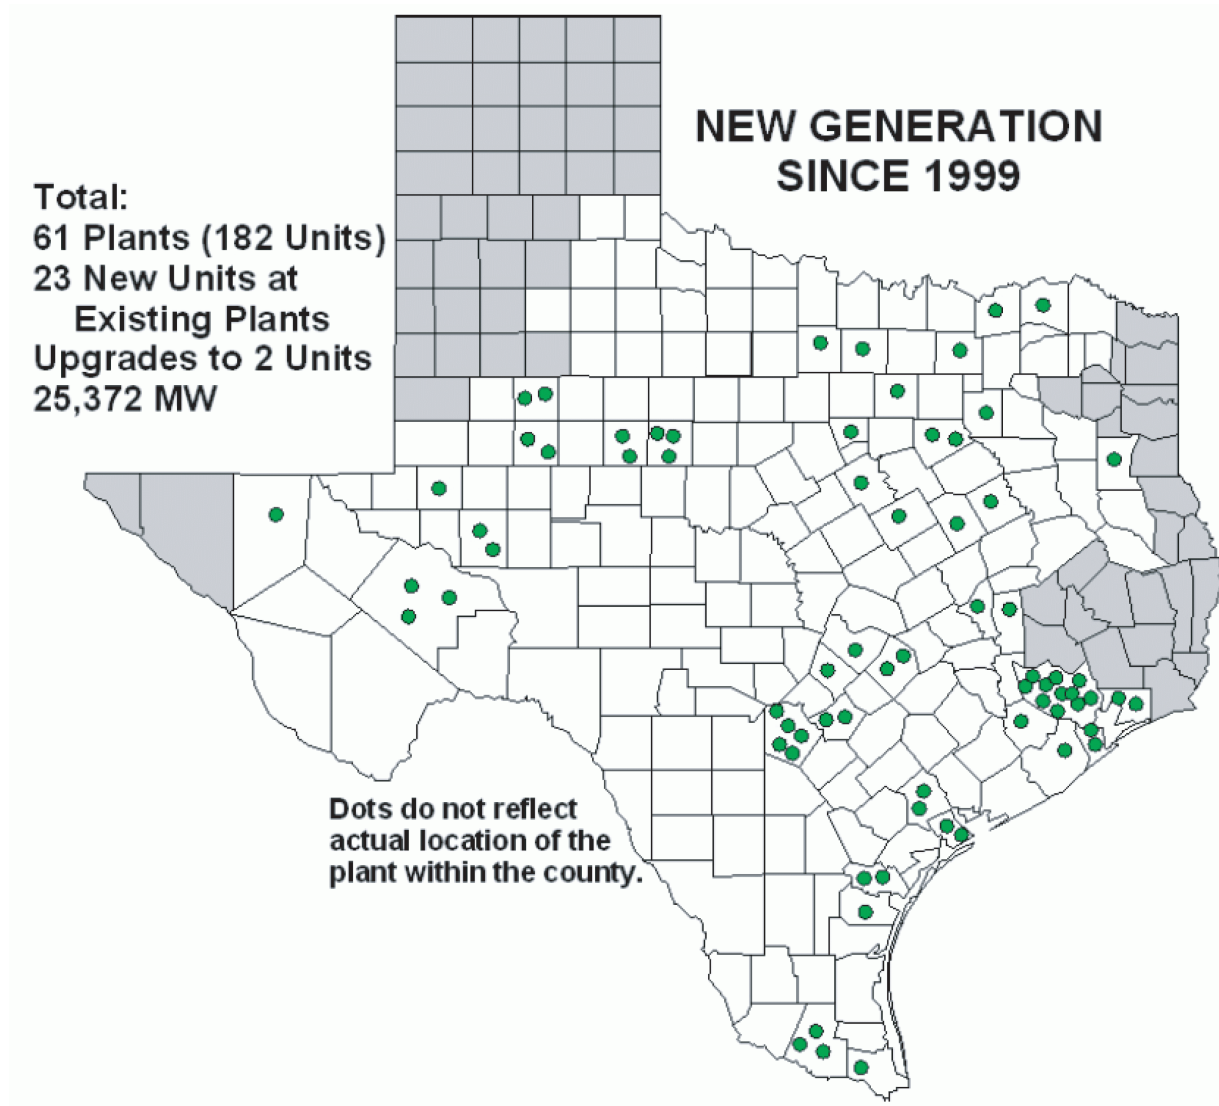 NEW GENERATION
SINCE 1999
Total:
61 Plants (182 Units)
23 New Units at
Existing Plants
Upgrades to 2 Units
25,372 MW
Dots do not reflect
actual location of the
plant within the county.